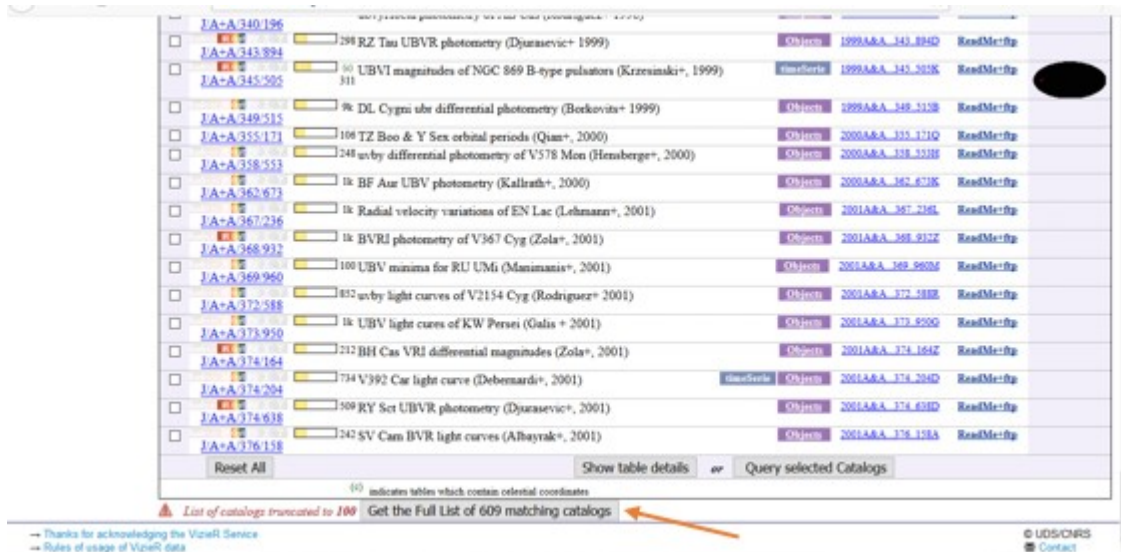 J/A+A/340/196
298 RZ Tau UBVR photometry (Djurasevic+ 1999) Objects 1999A&A...343..894D ReadMe+ftp
J/A+A/343/894
UBVI magnitudes of NGC 869 B-type pulsators (Krzesinski+, 1999) timeSerie 1999A&A...345..505K ReadMe+ftp
311
J/A+A/345/505
9k DL Cygni ubv differential photometry (Borkovits+ 1999) Objects 1999A&A...349..515B ReadMe+ftp
J/A+A/349/515
J/A+A/355/171 106 TZ Boo & Y Sex orbital periods (Qian+, 2000) Objects 2000A&A...355..171Q ReadMe+ftp
248 uvby differential photometry of V578 Mon (Hensberge+, 2000) Objects 2000A&A...358..553H ReadMe+ftp
J/A+A/358/553
1k BF Aur UBV photometry (Kallrath+, 2000) Objects 2000A&A...362..673K ReadMe+ftp
J/A+A/362/673
1k Radial velocity variations of EN Lac (Lehmann+, 2001) Objects 2001A&A...367..236L ReadMe+ftp
J/A+A/367/236
1k BVRI photometry of V367 Cyg (Zola+, 2001) Objects 2001A&A...368..932Z ReadMe+ftp
J/A+A/368/932
100 UBV minima for RU UMi (Manimanis+, 2001) Objects 2001A&A...369..960M ReadMe+ftp
J/A+A/369/960
852 uvby light curves of V2154 Cyg (Rodriguez+ 2001) Objects 2001A&A...372..588R ReadMe+ftp
J/A+A/372/588
1k UBV light cures of KW Persei (Galis + 2001) Objects 2001A&A...373..950G ReadMe+ftp
J/A+A/373/950
212 BH Cas VRI differential magnitudes (Zola+, 2001) Objects 2001A&A...374..164Z ReadMe+ftp
J/A+A/374/164
734 V392 Car light curve (Debernardi+, 2001) timeSerie Objects 2001A&A...374..204D ReadMe+ftp
J/A+A/374/204
509 RY Sct UBVR photometry (Djurasevic+, 2001) Objects 2001A&A...374..638D ReadMe+ftp
J/A+A/374/638
242 SV Cam BVR light curves (Albayrak+, 2001) Objects 2001A&A...376..158A ReadMe+ftp
J/A+A/376/158
Reset All Show table details or Query selected Catalogs
(c) indicates tables which contain celestial coordinates
List of catalogs truncated to 100 Get the Full List of 609 matching catalogs
→ Thanks for acknowledging the VizieR Service © UDS/CNRS
→ Rules of usage of VizieR data Contact